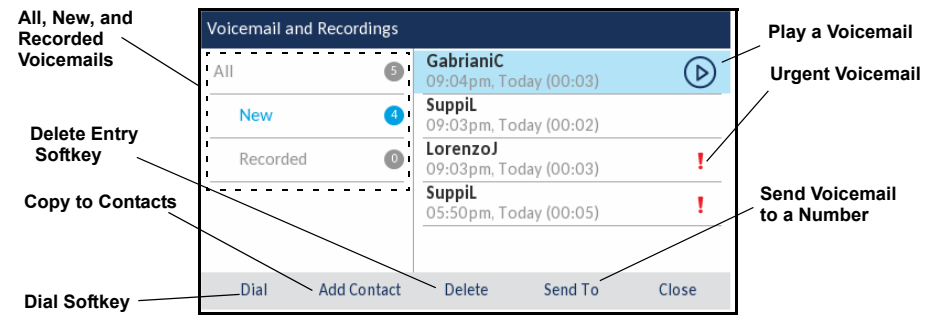 All, New, and
Recorded
Voicemails
Delete Entry
Softkey
Copy to Contacts
Dial Softkey
Voicemail and Recordings
All 5
New 4
Recorded 0
GabrianiC
09:04pm, Today (00:03)
SuppiL
09:03pm, Today (00:02)
LorenzoJ
09:03pm, Today (00:03)
!
SuppiL
05:50pm, Today (00:05)
!
Dial Add Contact Delete Send To Close
Play a Voicemail
Urgent Voicemail
Send Voicemail
to a Number